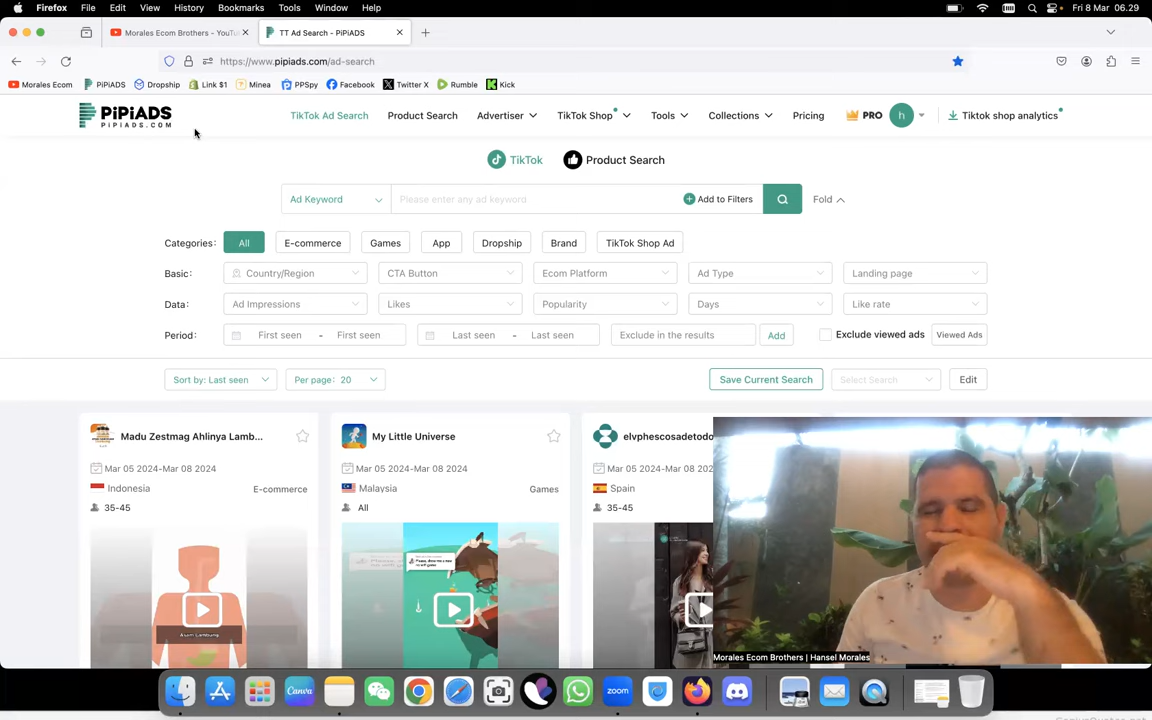 Firefox File Edit View History Bookmarks Tools Window Help Fri 8 Mar 06.29
Morales Ecom Brothers - YouTu
TT Ad Search - PiPiADS
https://www.pipiads.com/ad-search
Morales Ecom PiPiADS Dropship Link $1 Minea PPSpy Facebook Twitter X Rumble Kick
PiPiADS
PIPIADS.COM
TikTok Ad Search Product Search Advertiser TikTok Shop Tools Collections Pricing PRO h Tiktok shop analytics
TikTok Product Search
Ad Keyword Please enter any ad keyword Add to Filters Fold
Categories: All E-commerce Games App Dropship Brand TikTok Shop Ad
Basic: Country/Region CTA Button Ecom Platform Ad Type Landing page
Data: Ad Impressions Likes Popularity Days Like rate
Period: First seen - First seen Last seen - Last seen Exclude in the results Add Exclude viewed ads Viewed Ads
Sort by: Last seen Per page: 20 Save Current Search Select Search Edit
Madu Zestmag Ahlinya Lamb...
Mar 05 2024-Mar 08 2024
Indonesia E-commerce
35-45
Asam Lambung
My Little Universe
Mar 05 2024-Mar 08 2024
Malaysia Games
All
elvphescosadetodo
Mar 05 2024-Mar 08 202
Spain
35-45
Morales Ecom Brothers | Hansel Morales
Canva
zoom